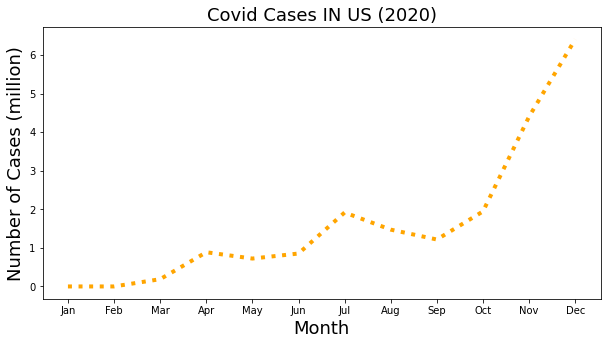 Covid Cases IN US (2020)
Number of Cases (million)
6
5
4
3
2
1
0
Jan Feb Mar Apr May Jun Jul Aug Sep Oct Nov Dec
Month